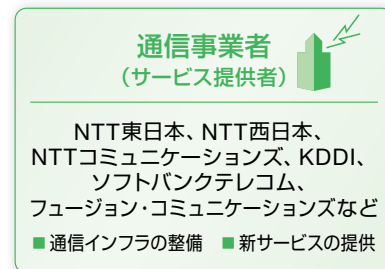 通信事業者
（サービス提供者）
NTT東日本、NTT西日本、
NTTコミュニケーションズ、KDDI、
ソフトバンクテレコム、
フュージョン・コミュニケーションズなど
■通信インフラの整備 ■新サービスの提供